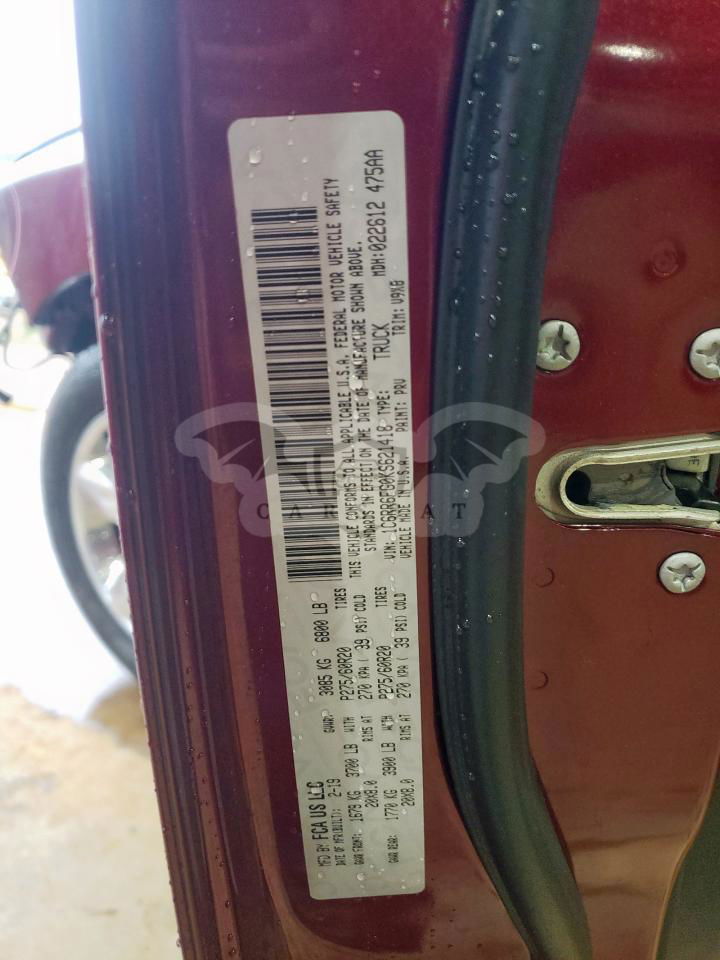 MFD BY: FCA US LLC
DATE OF MFR(BUILT): 2-19 GVWR: 3085 KG 6800 LB
GAWR FRONT: 1679 KG 3700 LB WITH P275/60R20 TIRES
20X8.0 RIMS AT 270 KPA ( 39 PSI) COLD
GAWR REAR: 1770 KG 3900 LB WITH P275/60R20 TIRES
20X8.0 RIMS AT 270 KPA ( 39 PSI) COLD
THIS VEHICLE CONFORMS TO ALL APPLICABLE U.S.A. FEDERAL MOTOR VEHICLE SAFETY
STANDARDS IN EFFECT ON THE DATE OF MANUFACTURE SHOWN ABOVE.
VIN: 1C6RR6FG0KS621418 TYPE: TRUCK MDH:022612 475AA
VEHICLE MADE IN U.S.A. PAINT: PRV TRIM: V9X8